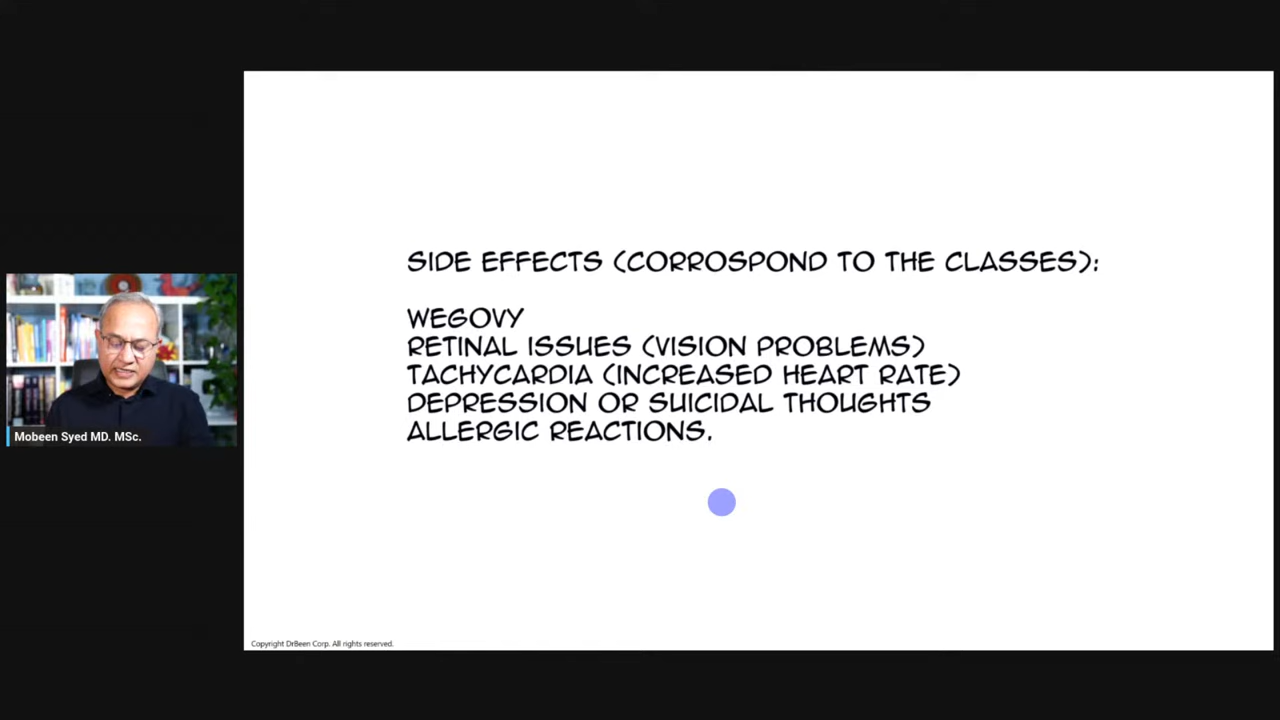 SIDE EFFECTS (CORROSPOND TO THE CLASSES):
WEGOVY
RETINAL ISSUES (VISION PROBLEMS)
TACHYCARDIA (INCREASED HEART RATE)
DEPRESSION OR SUICIDAL THOUGHTS
ALLERGIC REACTIONS.
Mobeen Syed MD. MSc.
Copyright DrBeen Corp. All rights reserved.